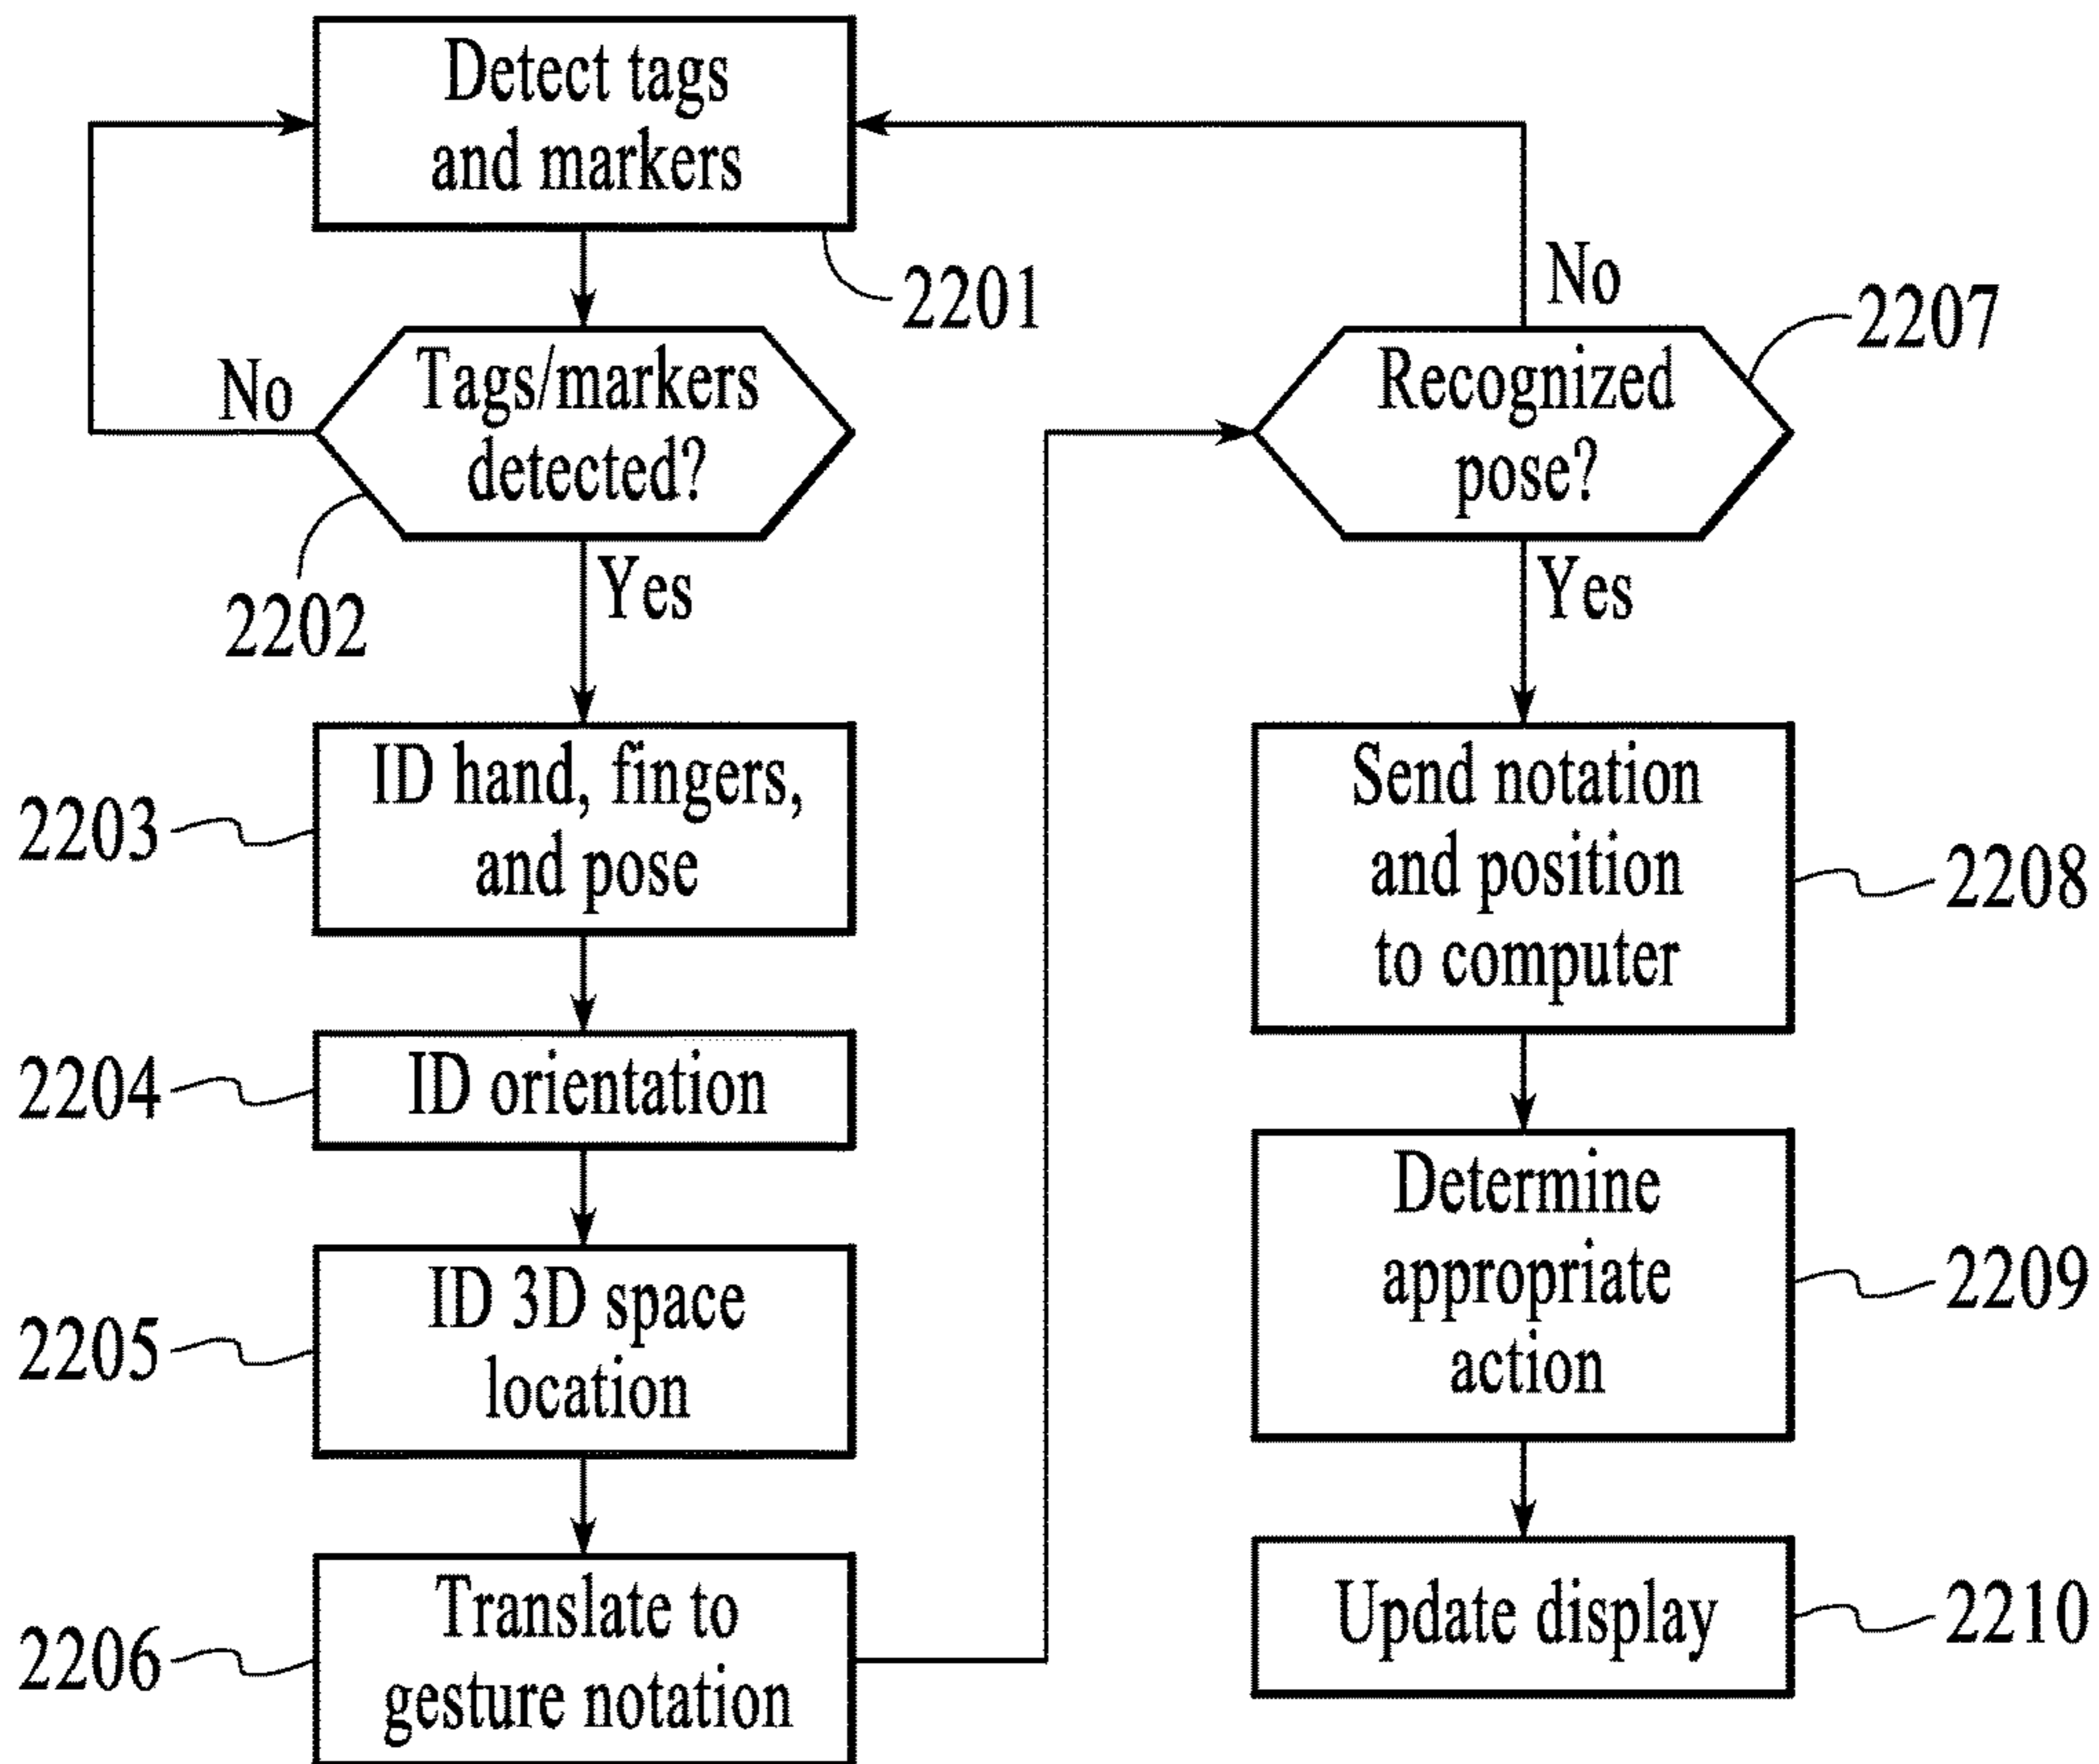 Detect tags
and markers
2201
No
Tags/markers
detected?
2202
Yes
ID hand, fingers,
and pose
2203
ID orientation
2204
ID 3D space
location
2205
Translate to
gesture notation
2206
No
Recognized
pose?
2207
Yes
Send notation
and position
to computer
2208
Determine
appropriate
action
2209
Update display
2210